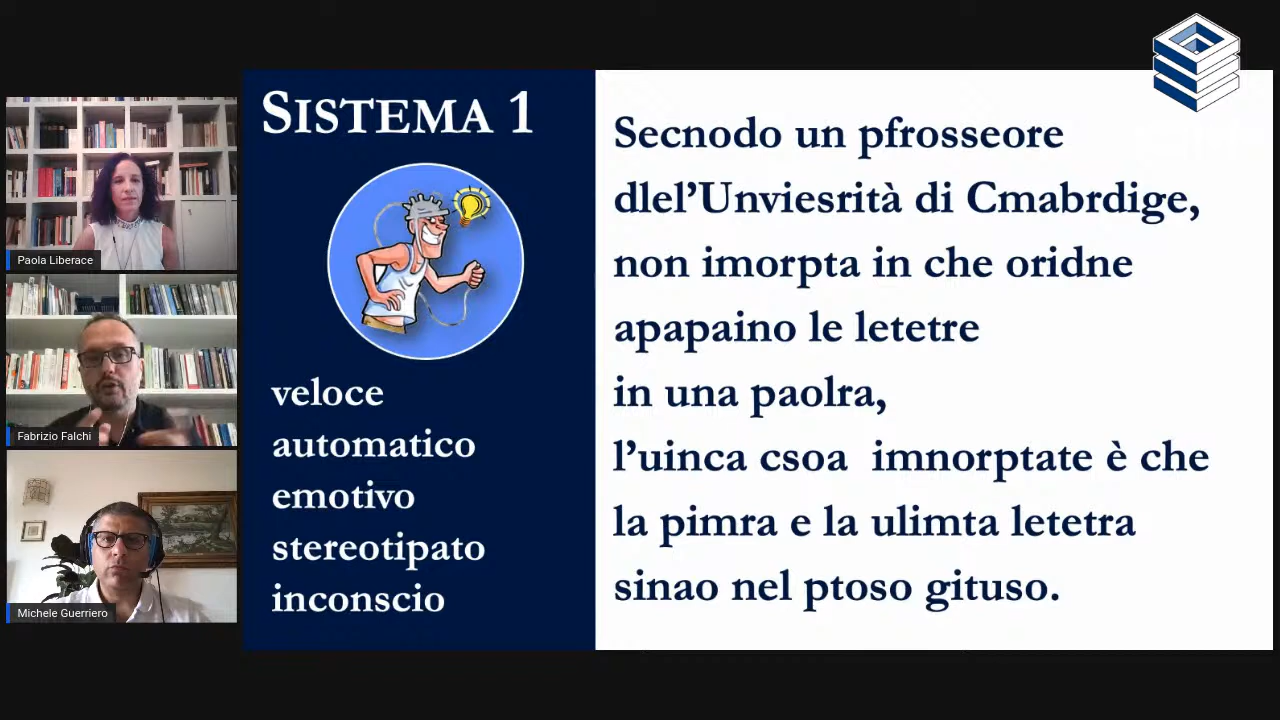 Paola Liberace
Fabrizio Falchi
Michele Guerriero
SISTEMA 1
veloce
automatico
emotivo
stereotipato
inconscio
Secnodo un pfrosseore
dlel’Unviesrità di Cmabrdige,
non imorpta in che oridne
apapaino le letetre
in una paolra,
l’uinca csoa imnorptate è che
la pimra e la ulimta letetra
sinao nel ptoso gituso.